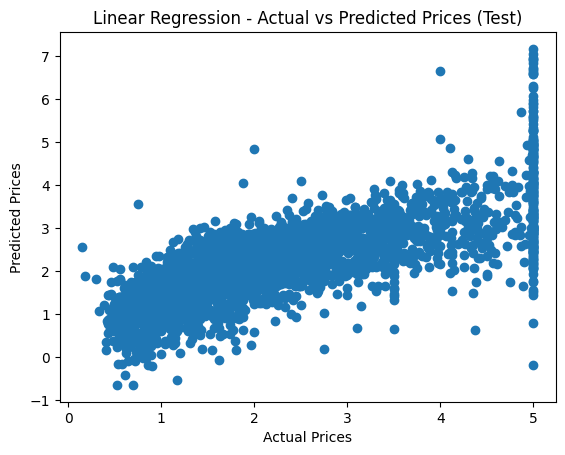 Linear Regression - Actual vs Predicted Prices (Test)
7
6
5
4
3
2
1
0
−1
Predicted Prices
0 1 2 3 4 5
Actual Prices